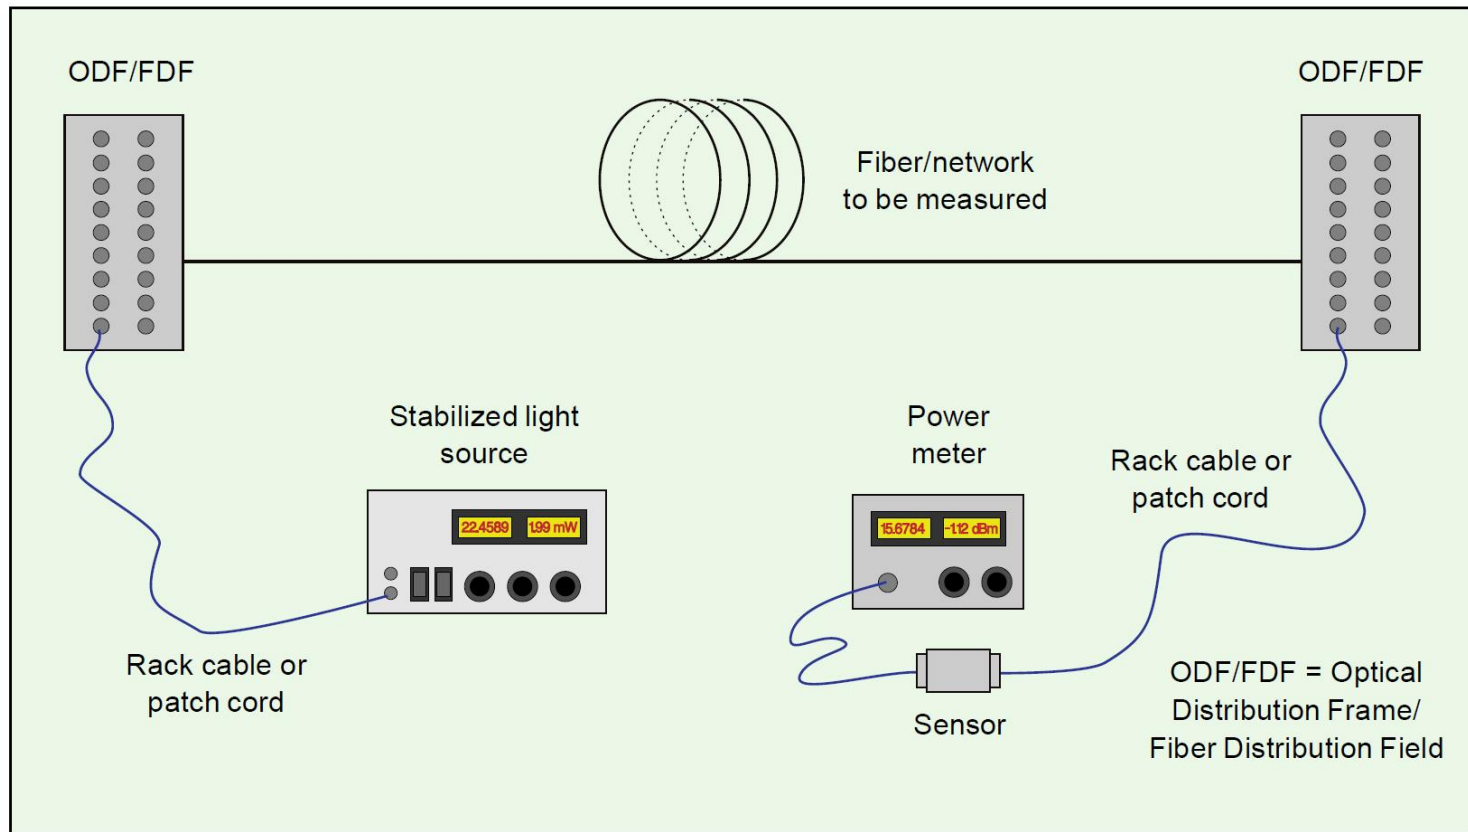 ODF/FDF
ODF/FDF
Fiber/network
to be measured
Stabilized light
source
22.4589 1.99 mW
Power
meter
15.6784 -1.12 dBm
Rack cable or
patch cord
Rack cable or
patch cord
Sensor
ODF/FDF = Optical
Distribution Frame/
Fiber Distribution Field